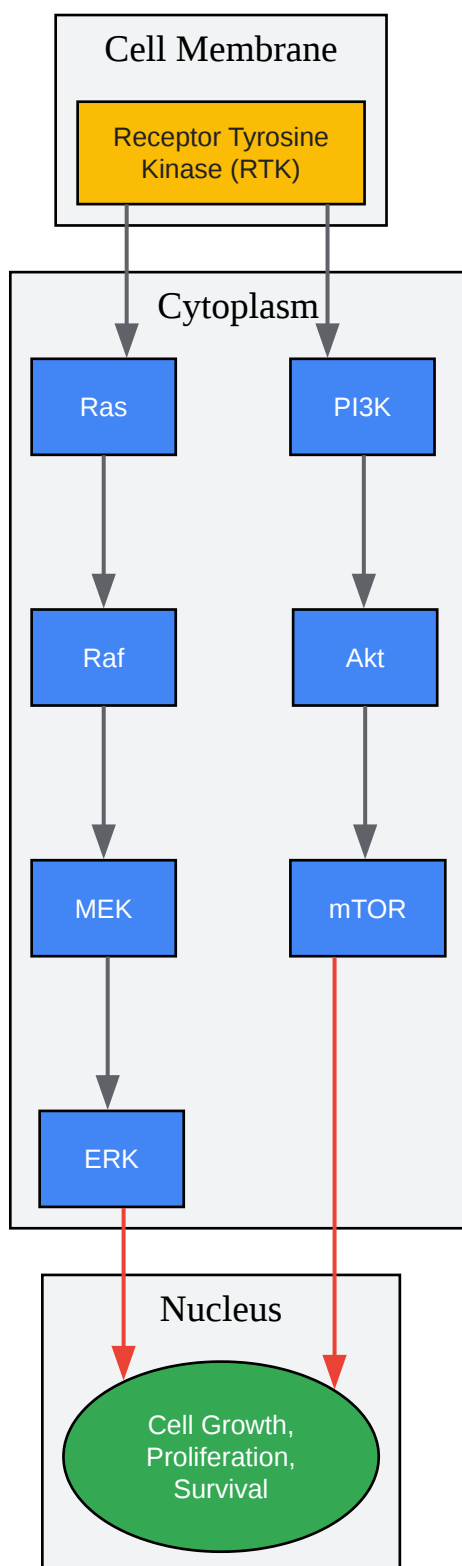 Cell Membrane
Receptor Tyrosine
Kinase (RTK)
Cytoplasm
Ras
PI3K
Raf
Akt
MEK
mTOR
ERK
Nucleus
Cell Growth,
Proliferation,
Survival